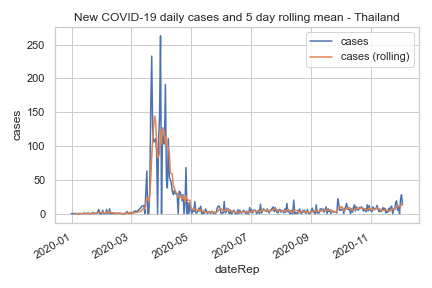 New COVID-19 daily cases and 5 day rolling mean - Thailand
cases
cases (rolling)
250
200
150
100
50
0
cases
2020-01
2020-03
2020-05
2020-07
2020-09
2020-11
dateRep